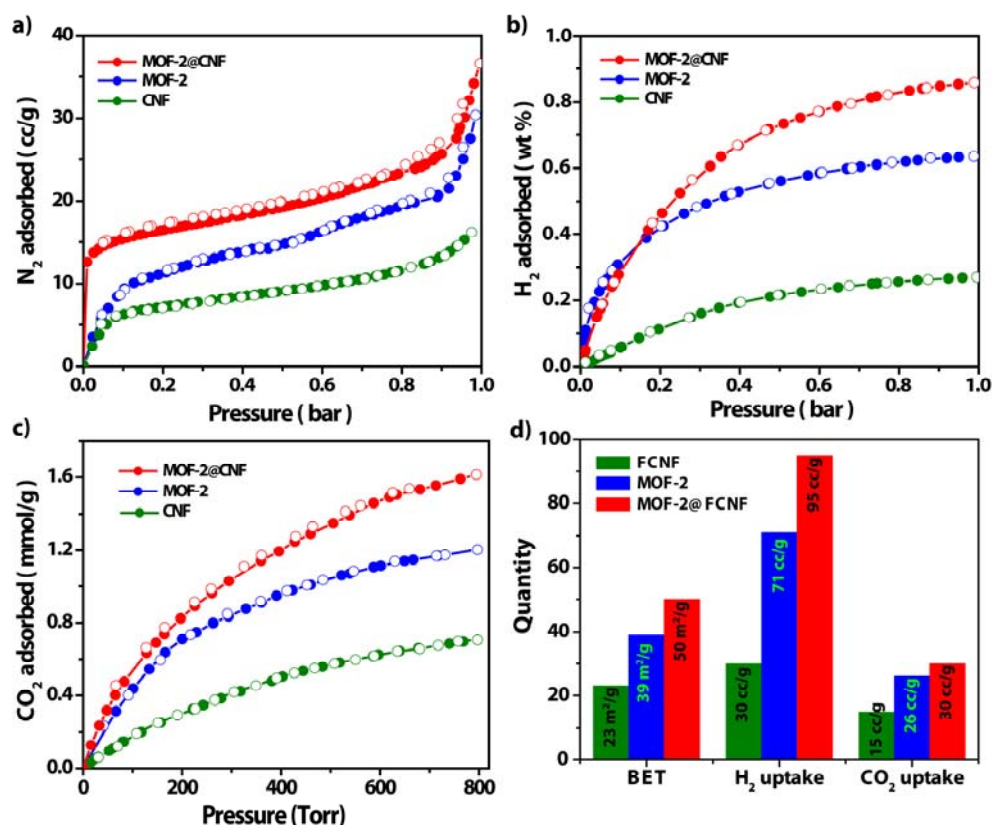 a)
MOF-2@CNF
MOF-2
CNF
N2 adsorbed (cc/g)
40
30
20
10
0
0.0 0.2 0.4 0.6 0.8 1.0
Pressure ( bar )
b)
MOF-2@CNF
MOF-2
CNF
H2 adsorbed ( wt %)
1.0
0.8
0.6
0.4
0.2
0.0
0.0 0.2 0.4 0.6 0.8 1.0
Pressure ( bar )
c)
MOF-2@CNF
MOF-2
CNF
CO2 adsorbed ( mmol/g)
1.6
1.2
0.8
0.4
0.0
200 400 600 800
Pressure (Torr)
d)
FCNF
MOF-2
MOF-2@ FCNF
Quantity
100
80
60
40
20
0
23 m²/g
39 m²/g
50 m²/g
30 cc/g
71 cc/g
95 cc/g
15 cc/g
26 cc/g
30 cc/g
BET H2 uptake CO2 uptake